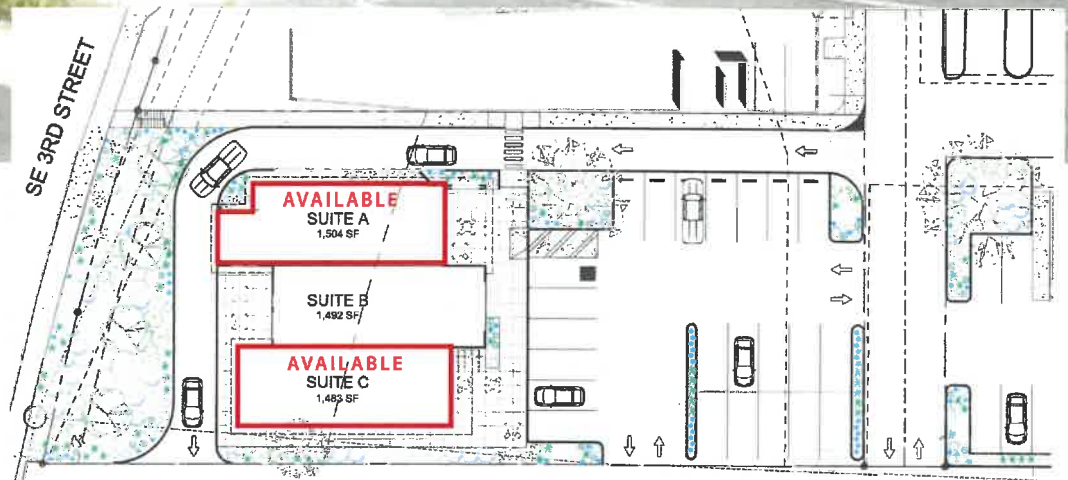 SE 3RD STREET
AVAILABLE
SUITE A
1,504 SF
SUITE B
1,492 SF
AVAILABLE
SUITE C
1,483 SF